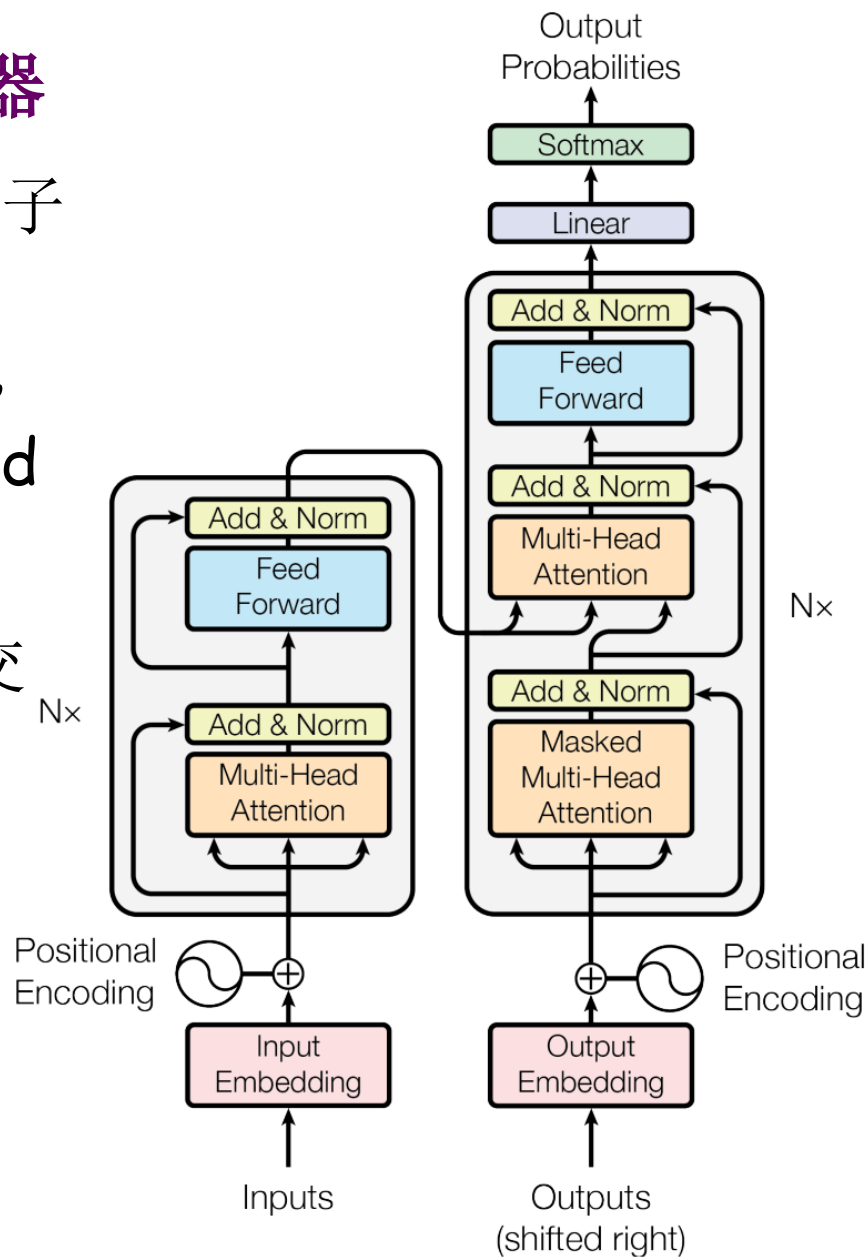 器
子
,
d
交
Output
Probabilities
Softmax
Linear
Add & Norm
Feed
Forward
Add & Norm
Multi-Head
Attention
N×
Add & Norm
Masked
Multi-Head
Attention
Add & Norm
Feed
Forward
N×
Add & Norm
Multi-Head
Attention
Positional
Encoding
Positional
Encoding
Input
Embedding
Output
Embedding
Inputs
Outputs
(shifted right)